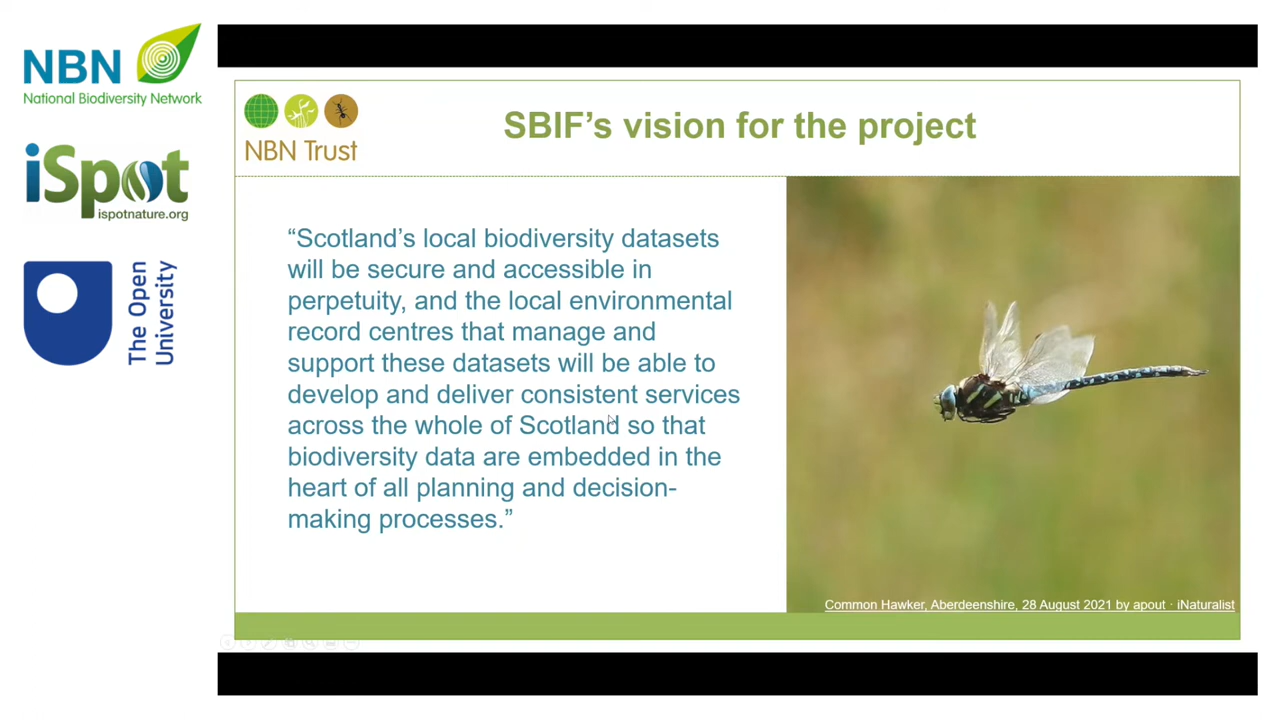 NBN
National Biodiversity Network
iSpot
ispotnature.org
The Open
University
NBN Trust
SBIF’s vision for the project
“Scotland’s local biodiversity datasets
will be secure and accessible in
perpetuity, and the local environmental
record centres that manage and
support these datasets will be able to
develop and deliver consistent services
across the whole of Scotland so that
biodiversity data are embedded in the
heart of all planning and decision-
making processes.”
Common Hawker, Aberdeenshire, 28 August 2021 by apout · iNaturalist